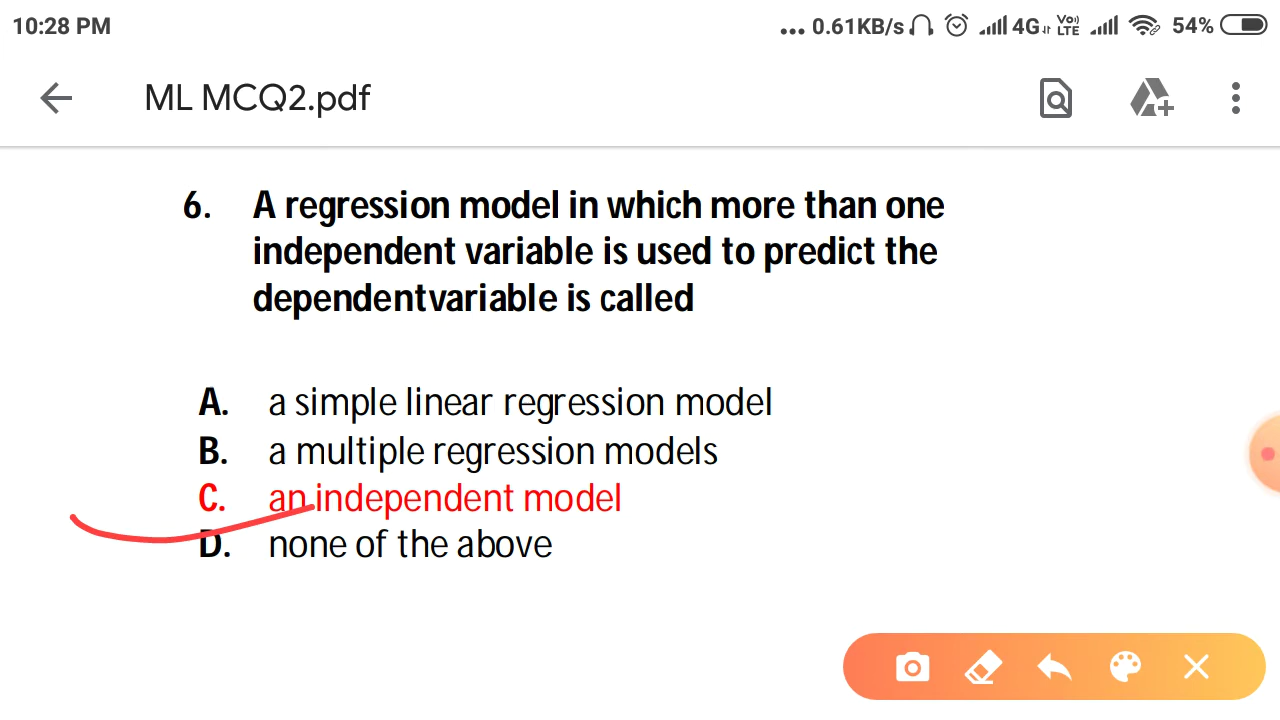 10:28 PM ... 0.61KB/s 4G Vo) LTE 54%
ML MCQ2.pdf
6. A regression model in which more than one
independent variable is used to predict the
dependentvariable is called
A. a simple linear regression model
B. a multiple regression models
C. an independent model
D. none of the above